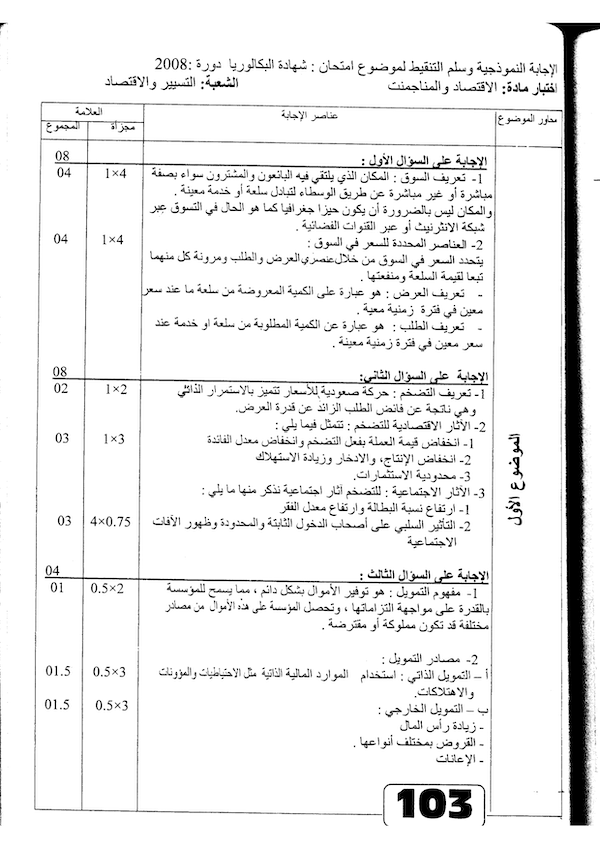 الإجابة النموذجية وسلم التنقيط لموضوع امتحان : شهادة البكالوريا دورة :2008
اختبار مادة: الاقتصاد والمناجمنت الشعبة: التسيير والاقتصاد
محاور الموضوع عناصر الإجابة العلامة
مجزأة المجموع
الموضوع الأول
الإجابة على السؤال الأول : 08
1- تعريف السوق : المكان الذي يلتقي فيه البائعون والمشترون سواء بصفة 4×1 04
مباشرة أو غير مباشرة عن طريق الوسطاء لتبادل سلعة أو خدمة معينة .
والمكان ليس بالضرورة أن يكون حيزا جغرافيا كما هو الحال في التسوق عبر
شبكة الانترنيث أو عبر القنوات الفضائية .
2- العناصر المحددة للسعر في السوق : 4×1 04
يتحدد السعر في السوق من خلال عنصري العرض والطلب ومرونة كل منهما
تبعا لقيمة السلعة ومنفعتها .
- تعريف العرض : هو عبارة على الكمية المعروضة من سلعة ما عند سعر
معين في فترة زمنية معية .
- تعريف الطلب : هو عبارة عن الكمية المطلوبة من سلعة او خدمة عند
سعر معين في فترة زمنية معينة .
الإجابة على السؤال الثاني: 08
1- تعريف التضخم : حركة صعودية للأسعار تتميز بالاستمرار الذاتي 2×1 02
وهي ناتجة عن فائض الطلب الزائد عن قدرة العرض.
2- الآثار الاقتصادية للتضخم : تتمثل فيما يلي :
1- انخفاض قيمة العملة بفعل التضخم وانخفاض معدل الفائدة 3×1 03
2- انخفاض الإنتاج، والادخار وزيادة الاستهلاك
3- محدودية الاستثمارات.
3- الآثار الاجتماعية : للتضخم آثار اجتماعية نذكر منها ما يلي :
1- ارتفاع نسبة البطالة وارتفاع معدل الفقر
2- التأثير السلبي على أصحاب الدخول الثابتة والمحدودة وظهور الآفات 0.75×4 03
الاجتماعية
الإجابة على السؤال الثالث : 04
1- مفهوم التمويل : هو توفير الأموال بشكل دائم ، مما يسمح للمؤسسة 2×0.5 01
بالقدرة على مواجهة التزاماتها ، وتحصل المؤسسة على هذه الأموال من مصادر
مختلفة قد تكون مملوكة أو مقترضة .
2- مصادر التمويل :
أ – التمويل الذاتي : استخدام الموارد المالية الذاتية مثل الاحتياطيات والمؤونات 3×0.5 01.5
والاهتلاكات.
ب – التمويل الخارجي : 3×0.5 01.5
- زيادة رأس المال
- القروض بمختلف أنواعها .
- الإعانات
103